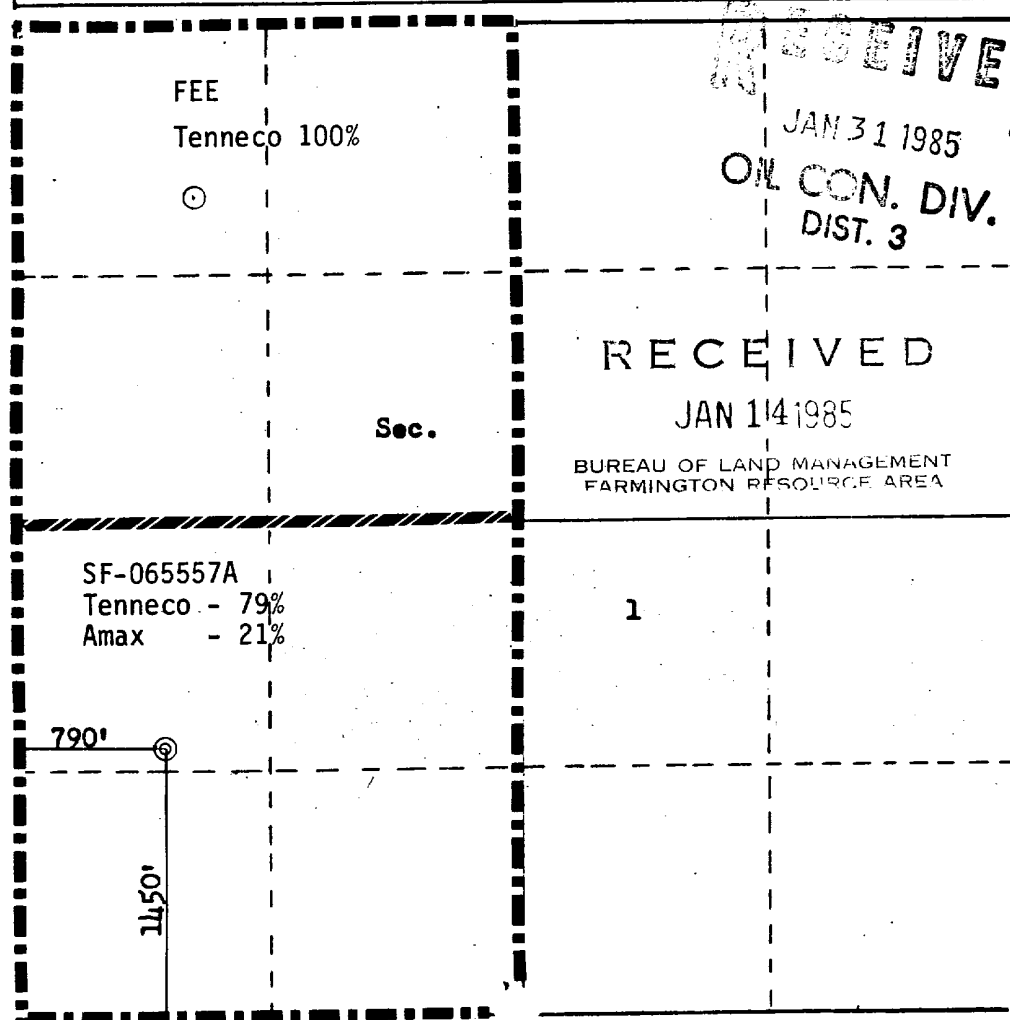 FEE
Tenneco 100%
RECEIVE
JAN 31 1985
OIL CON. DIV.
DIST. 3
RECEIVED
JAN 14 1985
BUREAU OF LAND MANAGEMENT
FARMINGTON RESOURCE AREA
Sec.
SF-065557A
Tenneco - 79%
Amax - 21%
1
790'
1450'